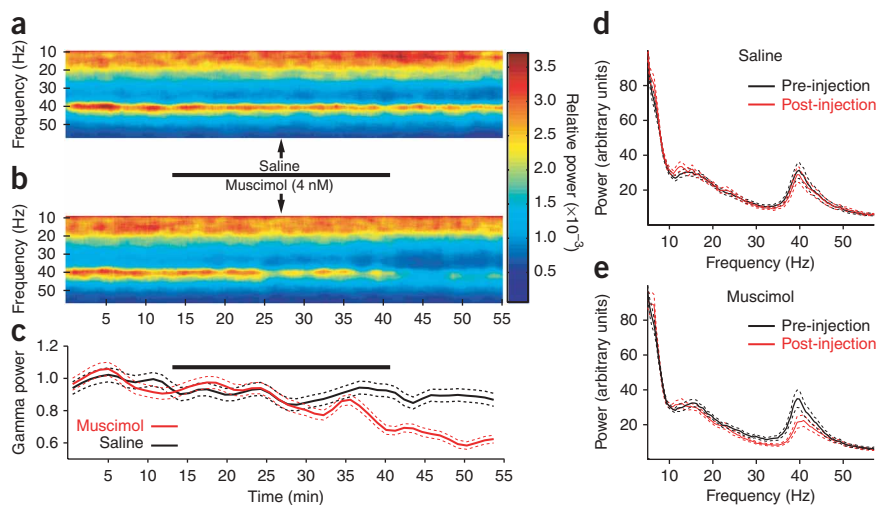 a
Frequency (Hz)
10
20
30
40
50
Saline
Muscimol (4 nM)
3.5
3.0
2.5
2.0
1.5
1.0
0.5
Relative power (×10⁻³)
b
Frequency (Hz)
10
20
30
40
50
5 10 15 20 25 30 35 40 45 50 55
c
Gamma power
1.2
1.0
0.8
0.6
Muscimol
Saline
5 10 15 20 25 30 35 40 45 50 55
Time (min)
d
Saline
Pre-injection
Post-injection
Power (arbitrary units)
80
60
40
20
10 20 30 40 50
Frequency (Hz)
e
Muscimol
Pre-injection
Post-injection
Power (arbitrary units)
80
60
40
20
10 20 30 40 50
Frequency (Hz)